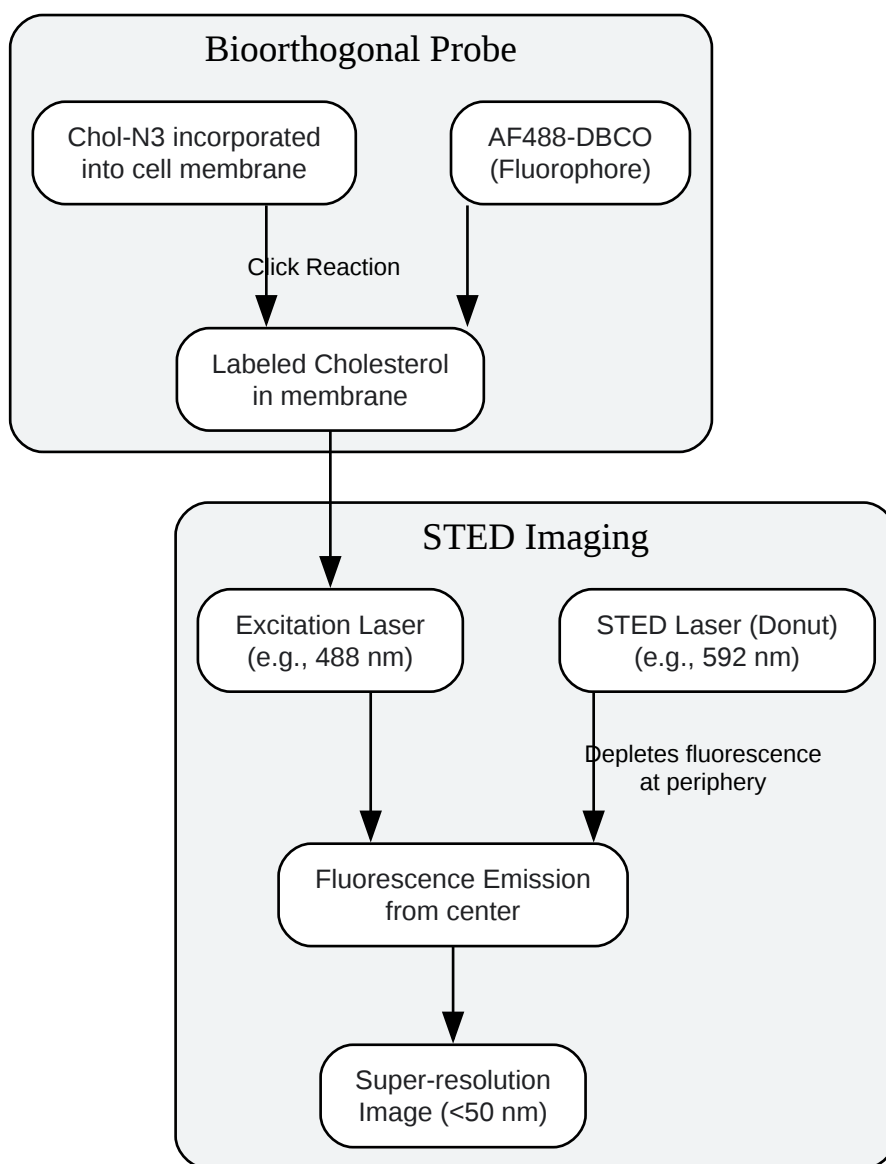 Bioorthogonal Probe
Chol-N3 incorporated
into cell membrane
AF488-DBCO
(Fluorophore)
Click Reaction
Labeled Cholesterol
in membrane
STED Imaging
Excitation Laser
(e.g., 488 nm)
STED Laser (Donut)
(e.g., 592 nm)
Depletes fluorescence
at periphery
Fluorescence Emission
from center
Super-resolution
Image (<50 nm)